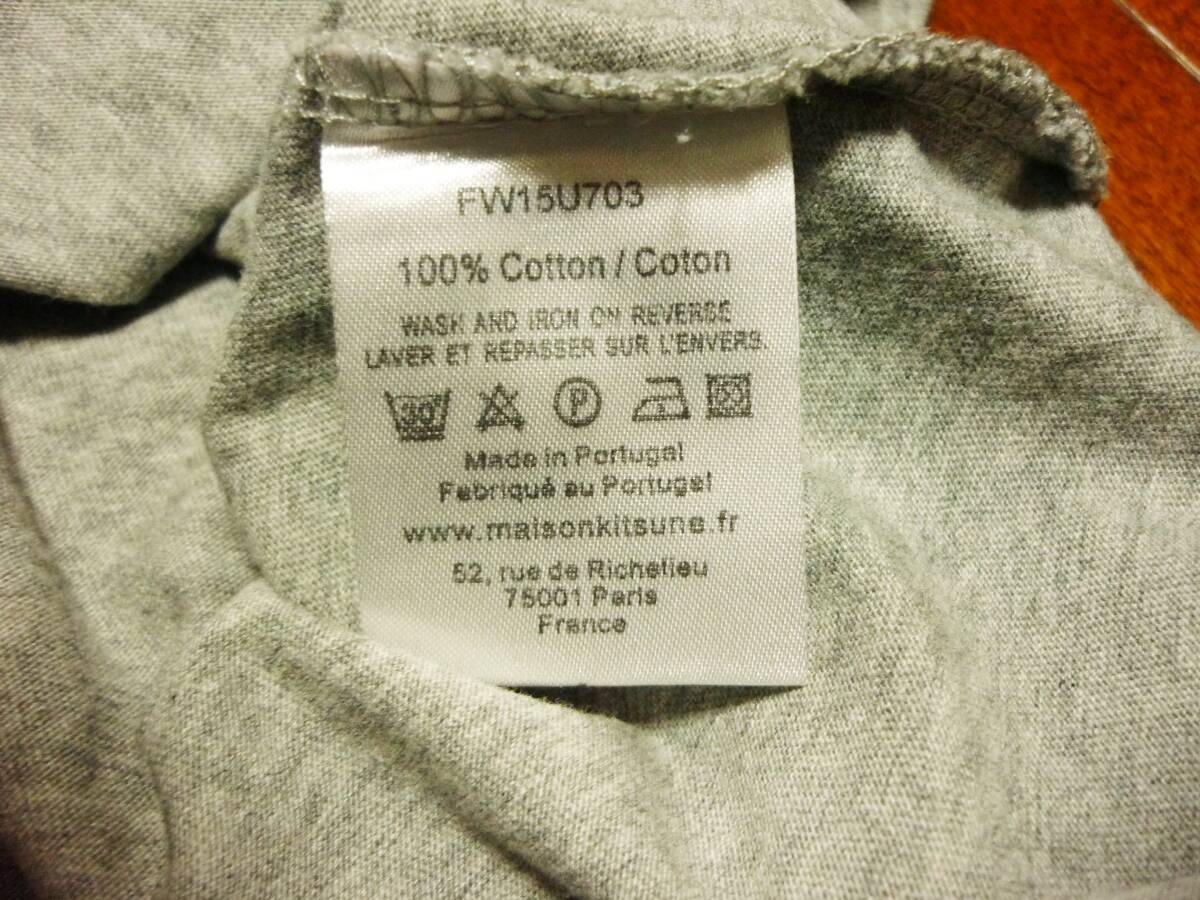 FW15U703
100% Cotton / Coton
WASH AND IRON ON REVERSE
LAVER ET REPASSER SUR L'ENVERS.
30 P
Made in Portugal
Fabriqué au Portugal
www.maisonkitsune.fr
52, rue de Richelieu
75001 Paris
France